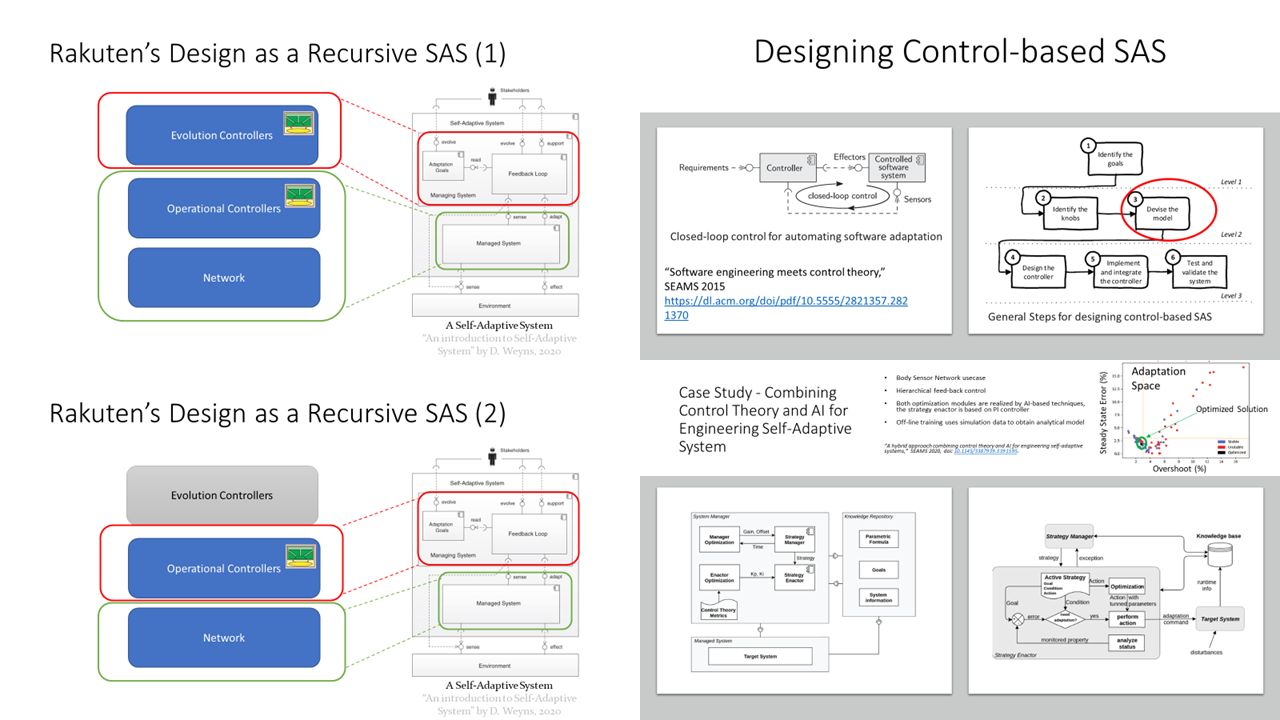 Rakuten’s Design as a Recursive SAS (1)
Evolution Controllers
Operational Controllers
Network
Stakeholders
Self-Adaptive System
evolve
evolve
support
Adaptation
Goals
read
Feedback Loop
Managing System
sense
adapt
Managed System
sense
effect
Environment
A Self-Adaptive System
“An introduction to Self-Adaptive
System” by D. Weyns, 2020
Designing Control-based SAS
Requirements
Controller
Effectors
Controlled
software
system
closed-loop control
Sensors
Closed-loop control for automating software adaptation
“Software engineering meets control theory,”
SEAMS 2015
https://dl.acm.org/doi/pdf/10.5555/2821357.282
1370
1
Identify the
goals
Level 1
2
Identify the
knobs
3
Devise the
model
Level 2
4
Design the
controller
5
Implement
and integrate
the controller
6
Test and
validate the
system
Level 3
General Steps for designing control-based SAS
Rakuten’s Design as a Recursive SAS (2)
Evolution Controllers
Operational Controllers
Network
Stakeholders
Self-Adaptive System
evolve
evolve
support
Adaptation
Goals
read
Feedback Loop
Managing System
sense
adapt
Managed System
sense
effect
Environment
A Self-Adaptive System
“An introduction to Self-Adaptive
System” by D. Weyns, 2020
Case Study - Combining
Control Theory and AI for
Engineering Self-Adaptive
System
• Body Sensor Network usecase
• Hierarchical feed-back control
• Both optimization modules are realized by AI-based techniques,
the strategy enactor is based on PI controller
• Off-line training uses simulation data to obtain analytical model
“A hybrid approach combining control theory and AI for engineering self-adaptive
systems,” SEAMS 2020, doi: 10.1145/3387939.3391595.
Steady State Error (%)
Adaptation
Space
Optimized Solution
Stable
Unstable
Optimized
Overshoot (%)
System Manager
Manager
Optimization
Gain, Offset
Time
Strategy
Manager
Strategy
Enactor
Optimization
Kp, Ki
Strategy
Enactor
Control Theory
Metrics
Knowledge Repository
Parametric
Formula
Goals
System
information
Managed System
Target System
Strategy Manager
Knowledge base
strategy
exception
Active Strategy
Goal
Condition
Action
Action
Optimization
runtime
info
Goal
Condition
Action with
tunned parameters
error
need
adaptation?
yes
perform
action
adaptation
command
Target System
monitored property
analyze
status
disturbances
Strategy Enactor